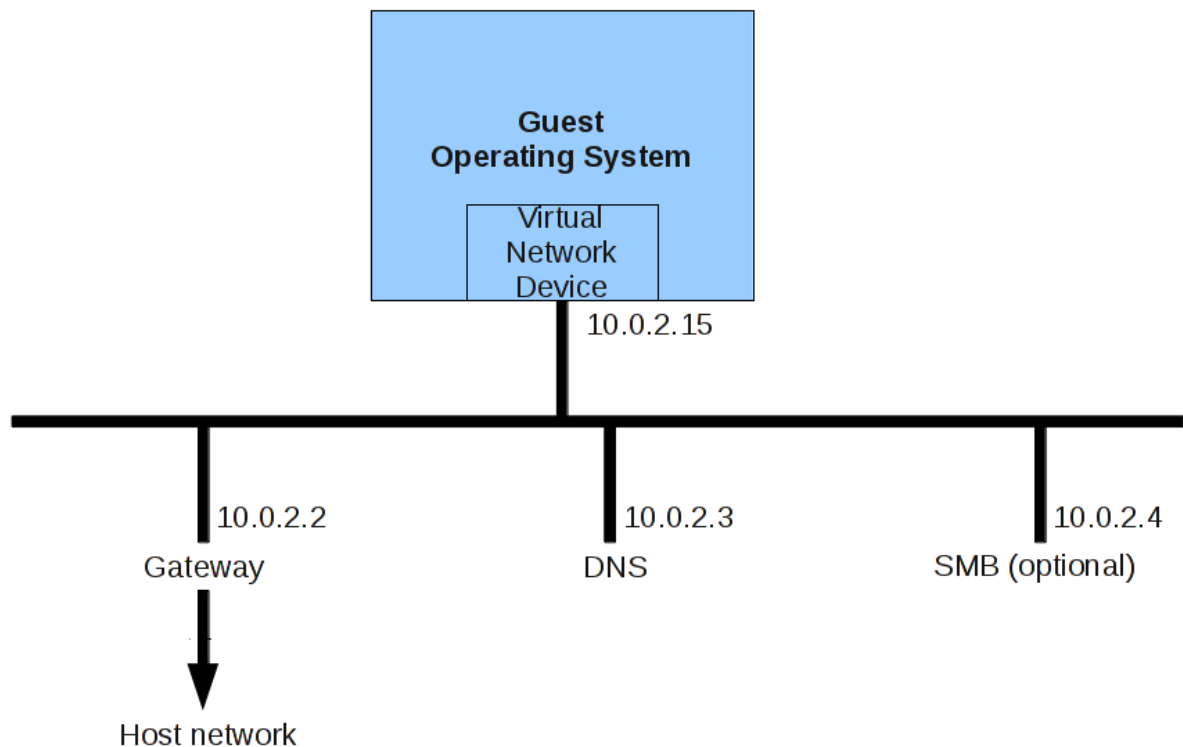 Guest
Operating System
Virtual
Network
Device
10.0.2.15
10.0.2.2
10.0.2.3
10.0.2.4
Gateway
DNS
SMB (optional)
Host network